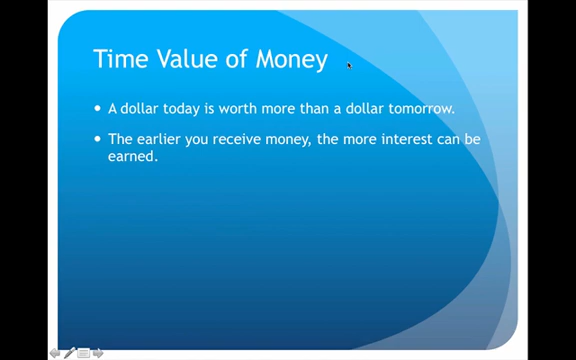 Time Value of Money
• A dollar today is worth more than a dollar tomorrow.
• The earlier you receive money, the more interest can be
earned.